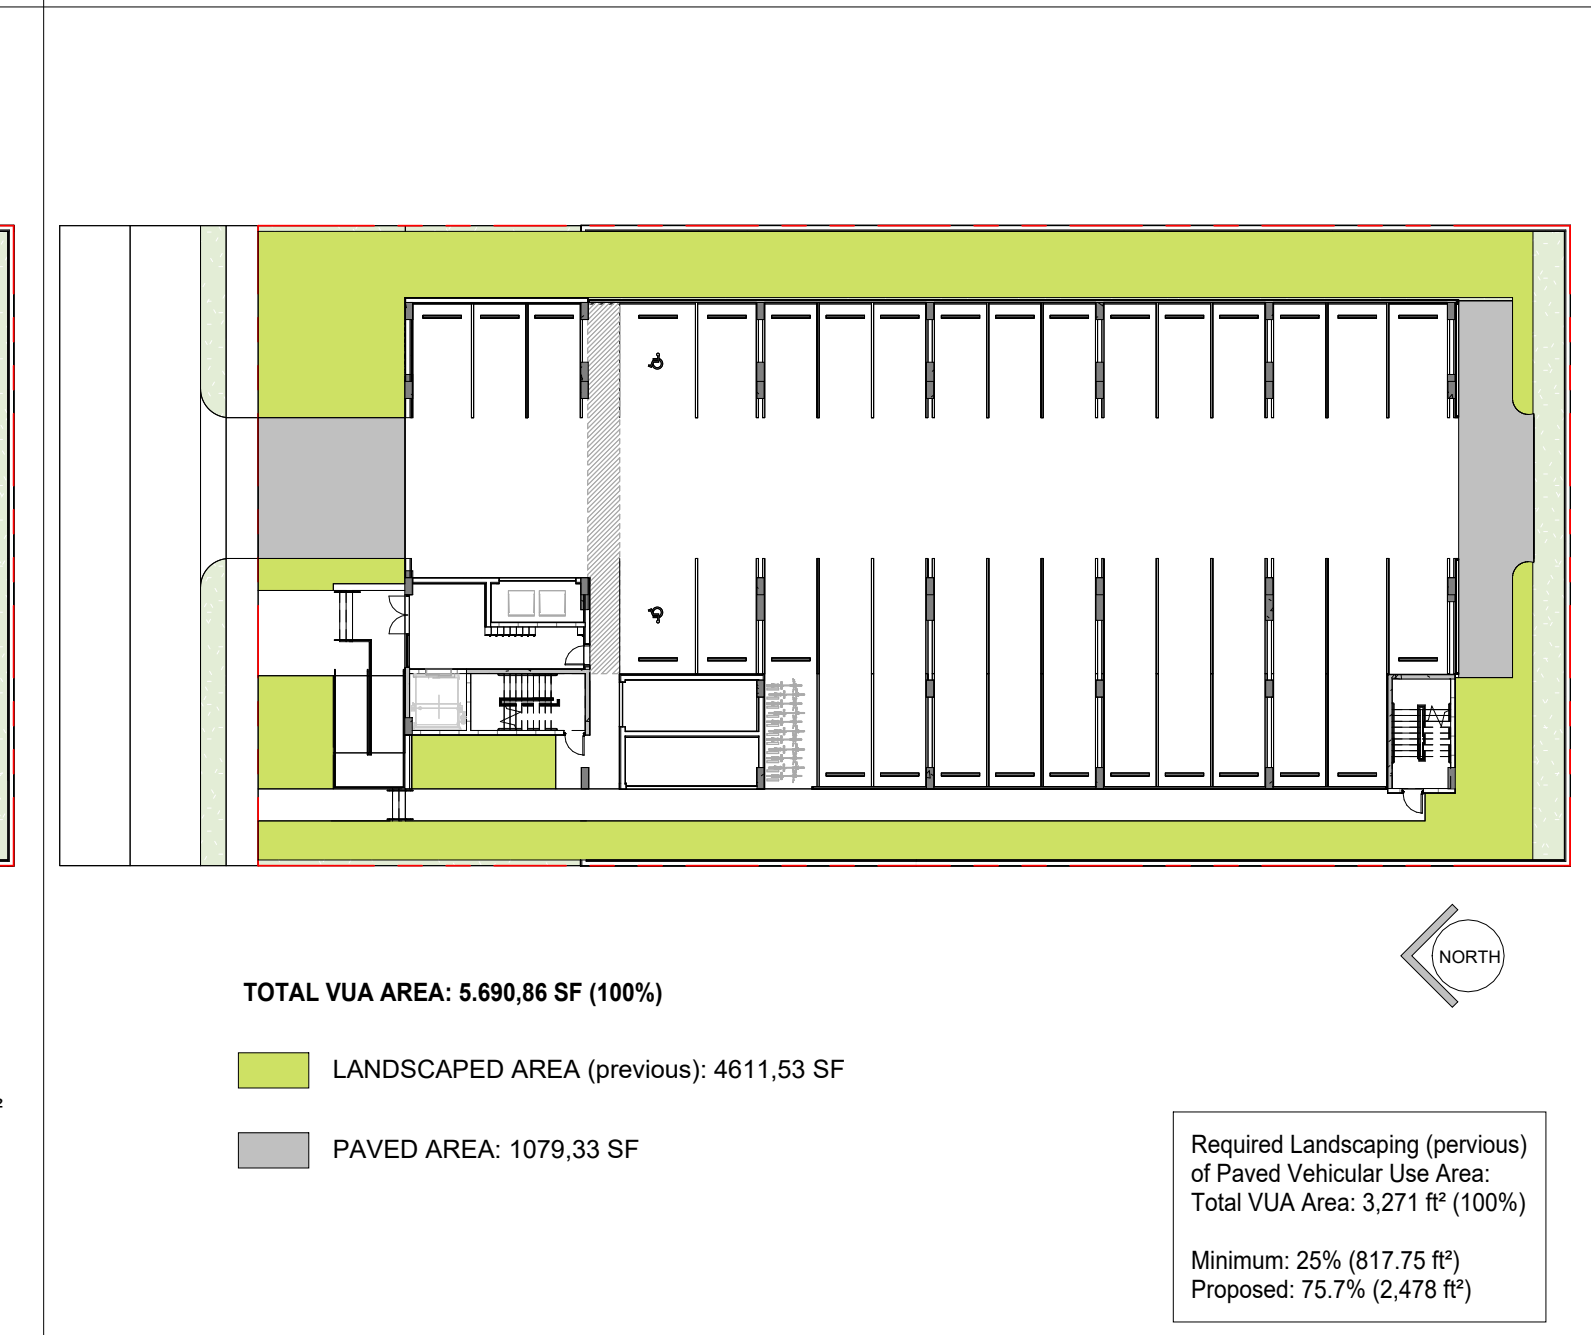 NORTH
TOTAL VUA AREA: 5.690,86 SF (100%)
LANDSCAPED AREA (previous): 4611,53 SF
PAVED AREA: 1079,33 SF
2
Required Landscaping (pervious)
of Paved Vehicular Use Area:
Total VUA Area: 3,271 ft² (100%)
Minimum: 25% (817.75 ft²)
Proposed: 75.7% (2,478 ft²)